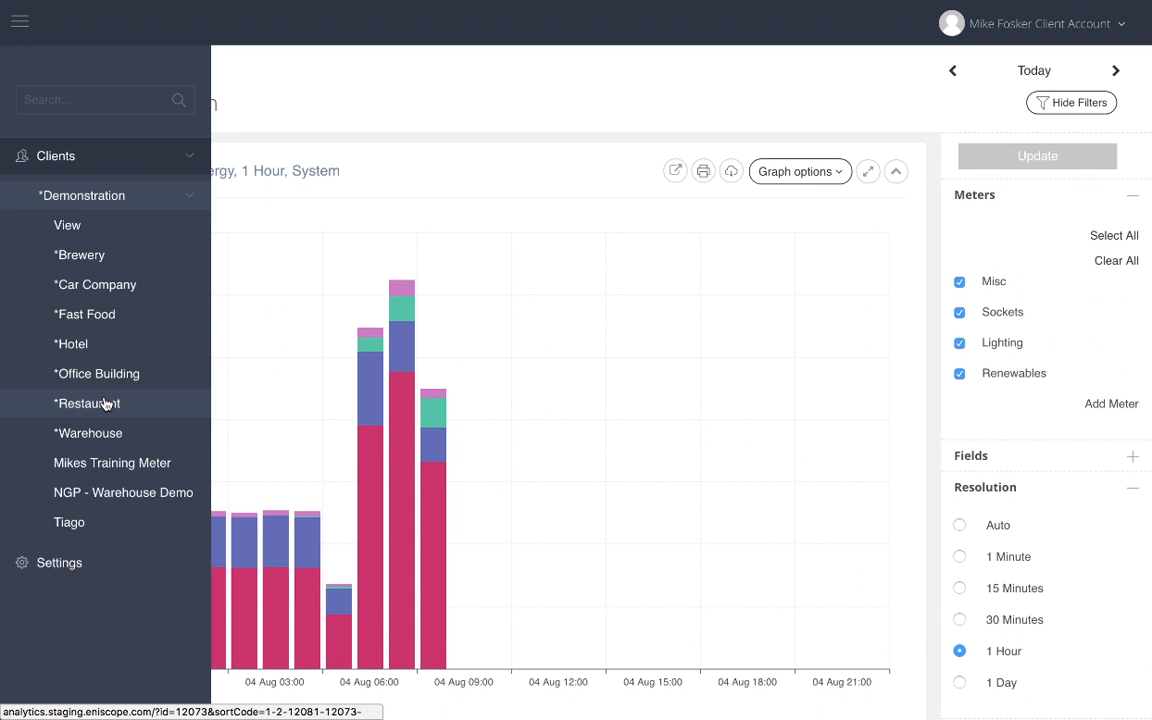 Mike Fosker Client Account
Search...
Clients
*Demonstration
View
*Brewery
*Car Company
*Fast Food
*Hotel
*Office Building
*Restaurant
*Warehouse
Mikes Training Meter
NGP - Warehouse Demo
Tiago
Settings
analytics.staging.eniscope.com/?id=12073&sortCode=1-2-12081-12073-
n
ergy, 1 Hour, System
Graph options
04 Aug 03:00
04 Aug 06:00
04 Aug 09:00
04 Aug 12:00
04 Aug 15:00
04 Aug 18:00
04 Aug 21:00
Today
Hide Filters
Update
Meters
Select All
Clear All
Misc
Sockets
Lighting
Renewables
Add Meter
Fields
Resolution
Auto
1 Minute
15 Minutes
30 Minutes
1 Hour
1 Day